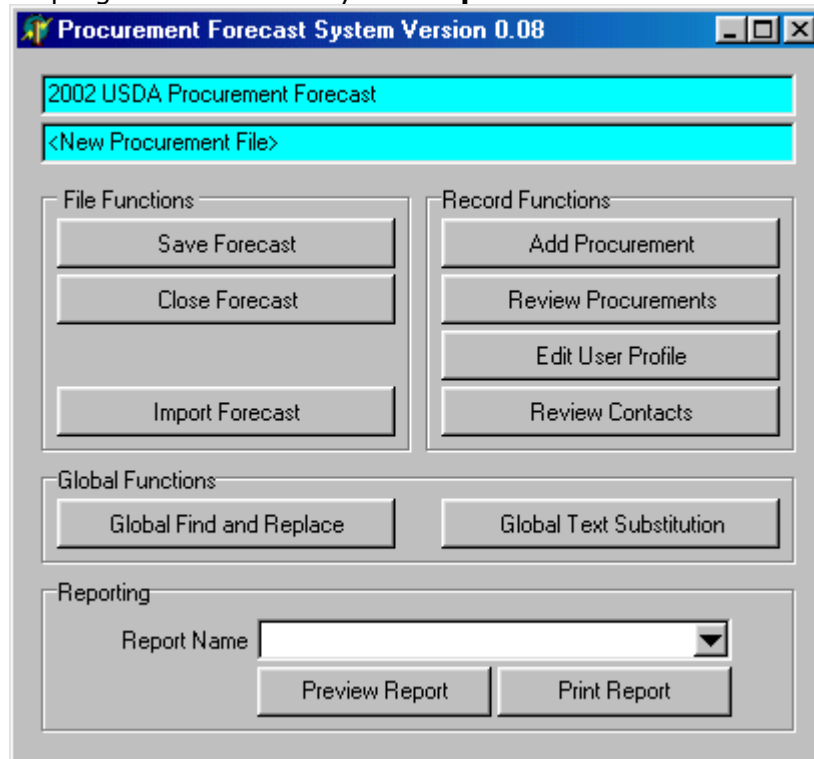 Procurement Forecast System Version 0.08
2002 USDA Procurement Forecast
<New Procurement File>
File Functions
Save Forecast
Close Forecast
Import Forecast
Record Functions
Add Procurement
Review Procurements
Edit User Profile
Review Contacts
Global Functions
Global Find and Replace
Global Text Substitution
Reporting
Report Name
Preview Report
Print Report